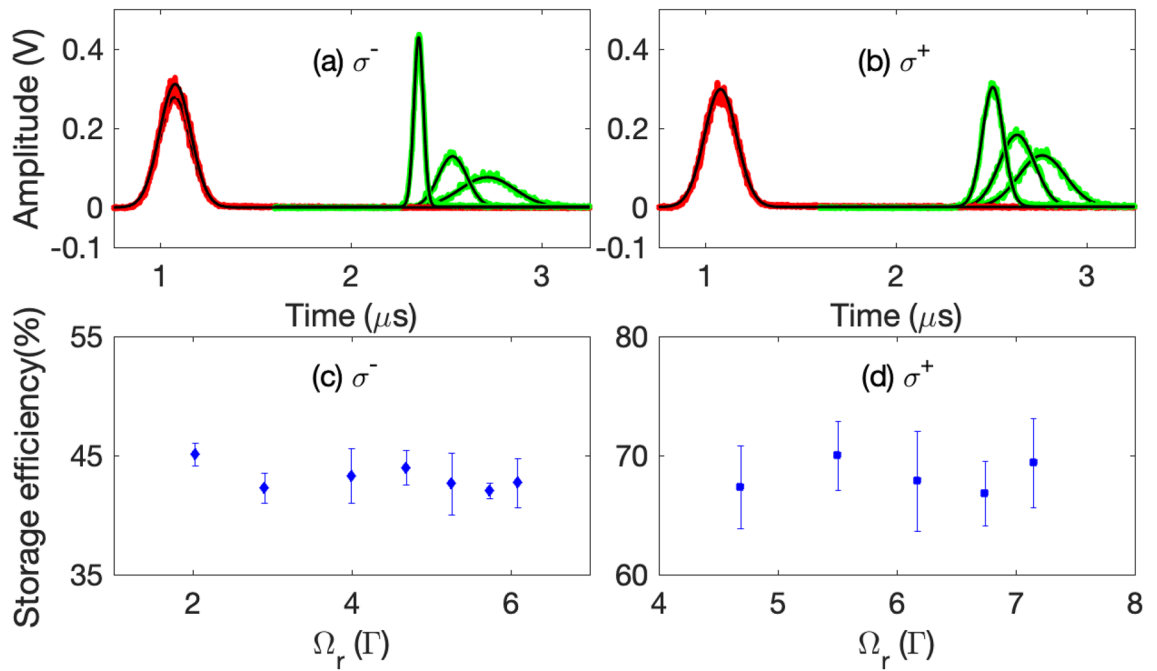 Amplitude (V)
0.4
0.2
0
-0.1
(a) σ-
1
2
3
Time (μs)
0.4
0.2
0
-0.1
(b) σ+
1
2
3
Time (μs)
Storage efficiency(%)
55
45
35
(c) σ-
2
4
6
Ωr (Γ)
80
70
60
(d) σ+
4
5
6
7
8
Ωr (Γ)